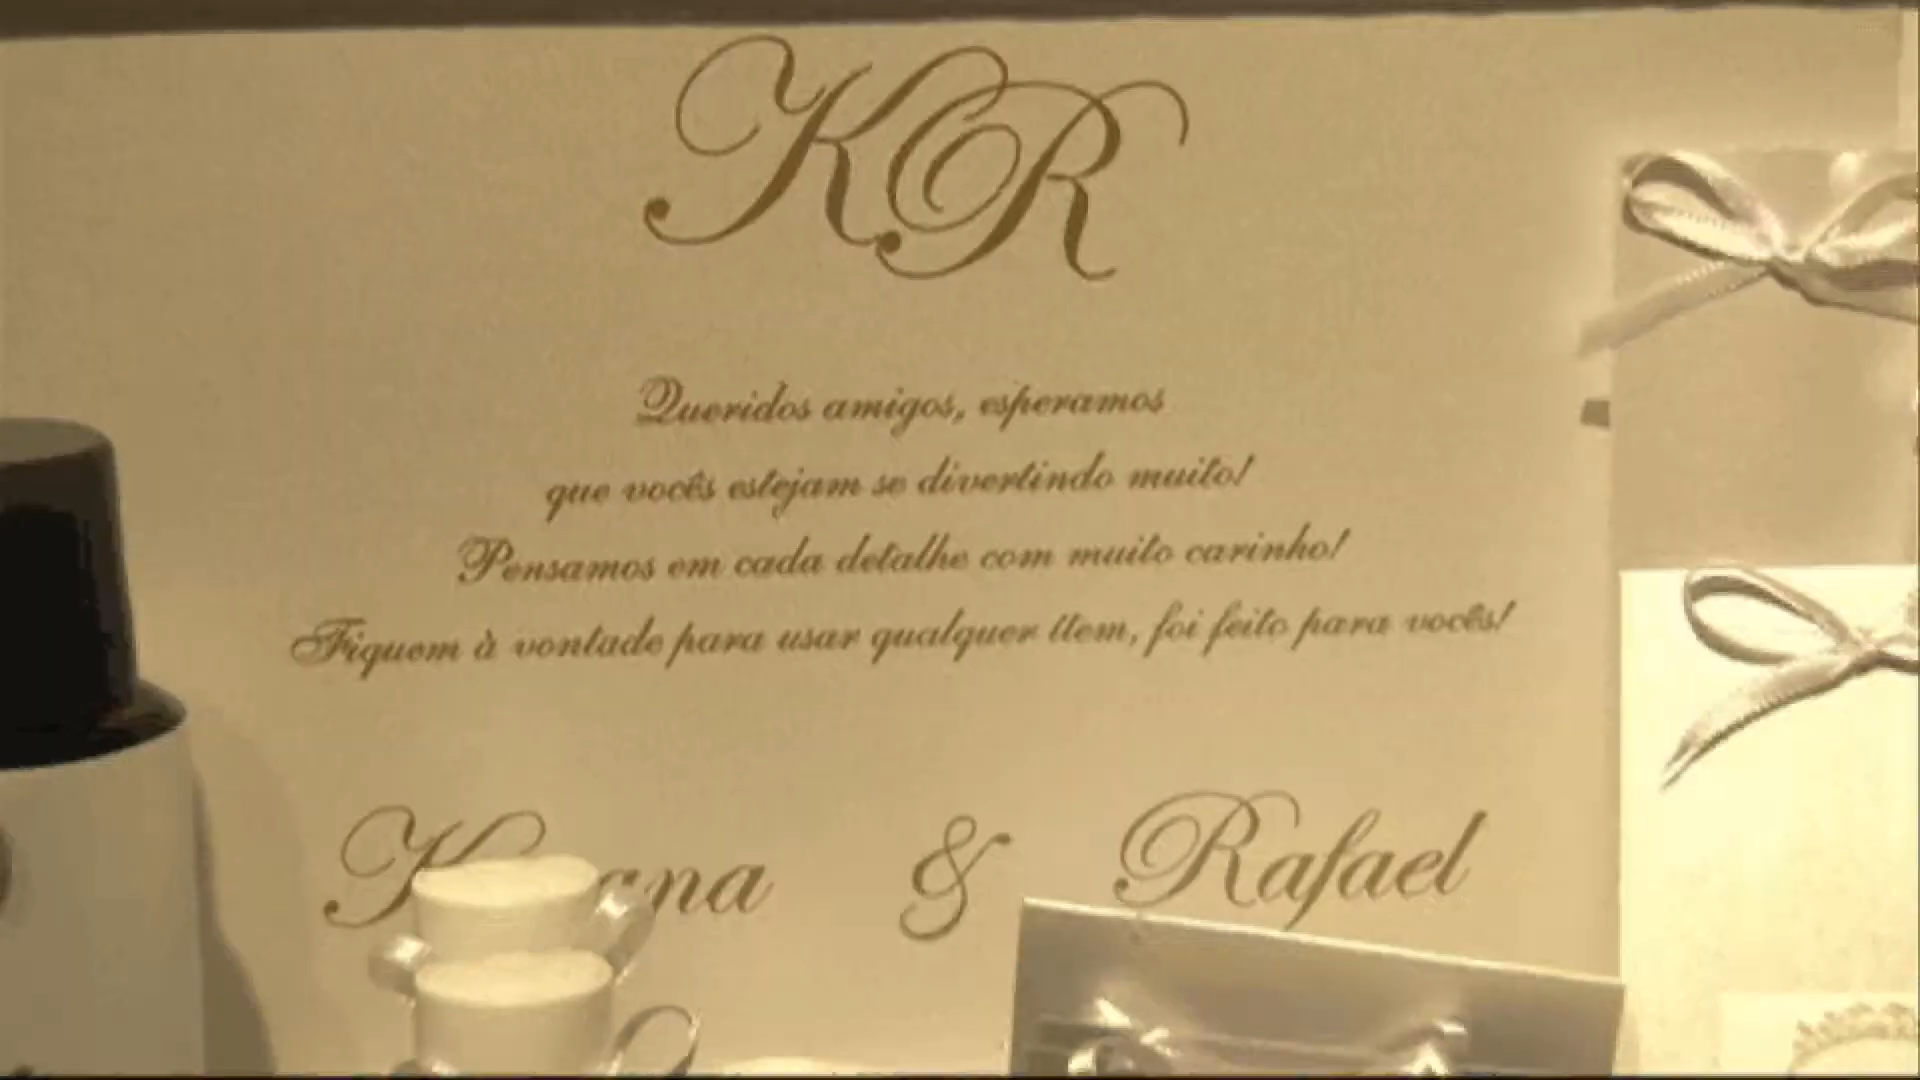 KR
Queridos amigos, esperamos
que vocês estejam se divertindo muito!
Pensamos em cada detalhe com muito carinho!
Fiquem à vontade para usar qualquer item, foi feito para vocês!
& Rafael